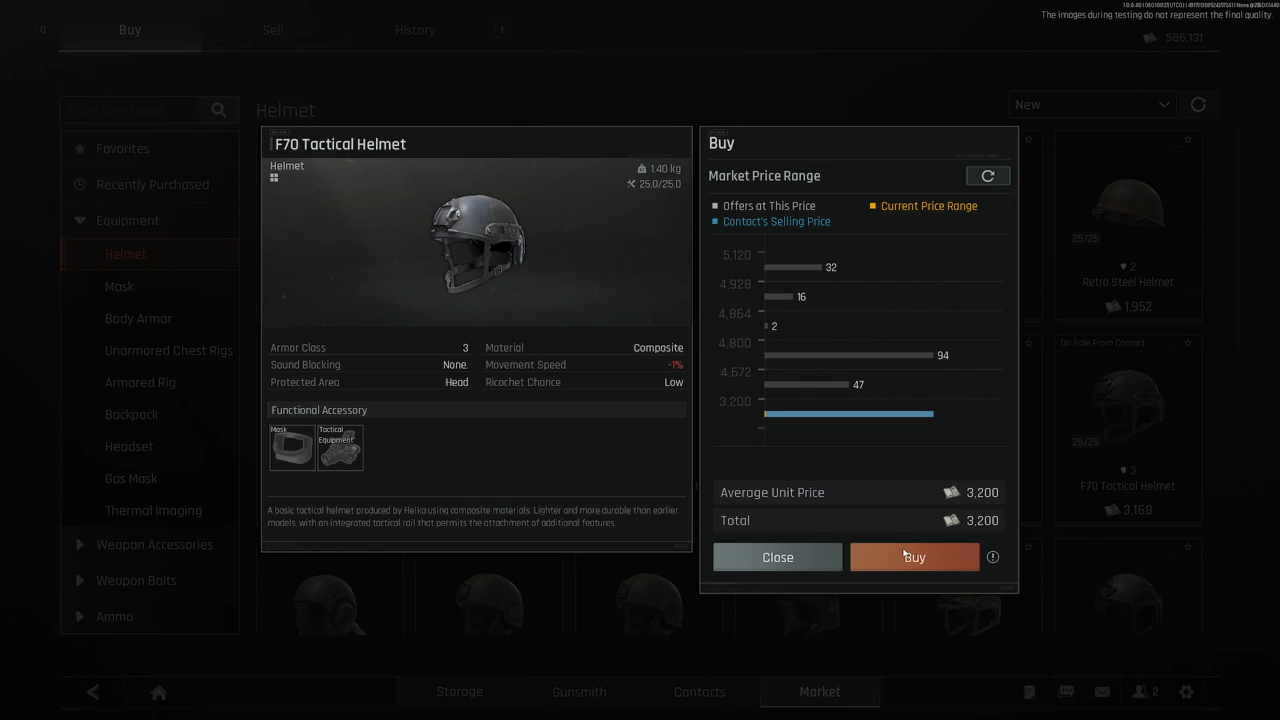 The images during testing do not represent the final quality.
Q
Buy
Sell
History
E
586,131
Enter item name
Helmet
New
Favorites
Recently Purchased
Equipment
Helmet
Mask
Body Armor
Unarmored Chest Rigs
Armored Rig
Backpack
Headset
Gas Mask
Thermal Imaging
Weapon Accessories
Weapon Bolts
Ammo
F70 Tactical Helmet
Helmet
1.40 kg
25.0/25.0
Armor Class 3
Material Composite
Sound Blocking None.
Movement Speed -1%
Protected Area Head
Ricochet Chance Low
Functional Accessory
Mask
Tactical
Equipment
A basic tactical helmet produced by Helka using composite materials. Lighter and more durable than earlier
models, with an integrated tactical rail that permits the attachment of additional features.
Buy
Market Price Range
Offers at This Price
Current Price Range
Contact's Selling Price
5,120
32
4,928
16
4,864
2
4,800
94
4,672
47
3,200
Average Unit Price 3,200
Total 3,200
Close
Buy
25/25
2
Retro Steel Helmet
1,952
On Sale From Contact
25/25
3
F70 Tactical Helmet
3,168
Storage
Gunsmith
Contacts
Market
2